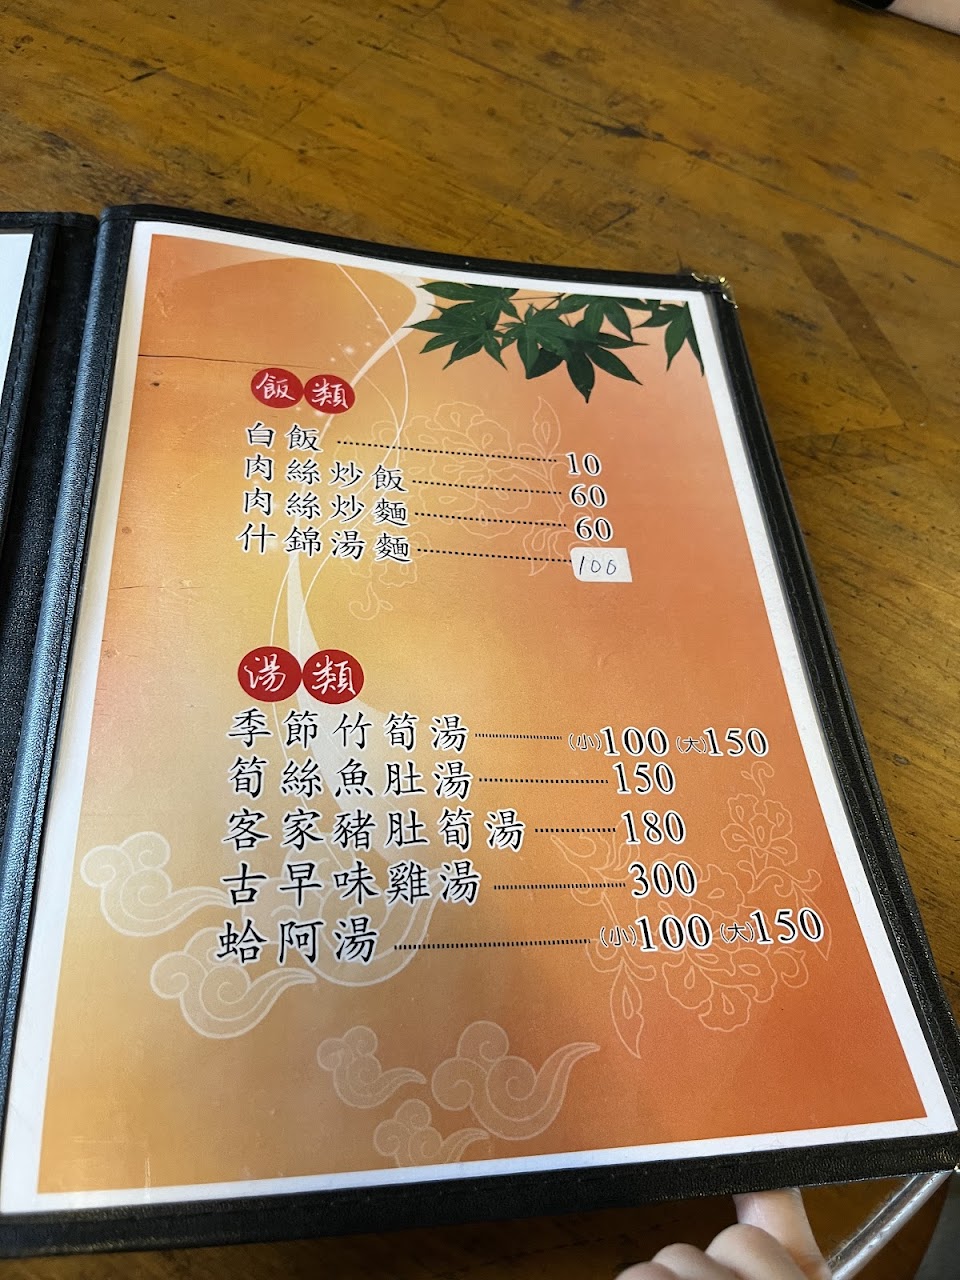 飯類
白飯 10
肉絲炒飯 60
肉絲炒麵 60
什錦湯麵 100
湯類
季節竹筍湯 (小)100 (大)150
筍絲魚肚湯 150
客家豬肚筍湯 180
古早味雞湯 300
蛤阿湯 (小)100 (大)150